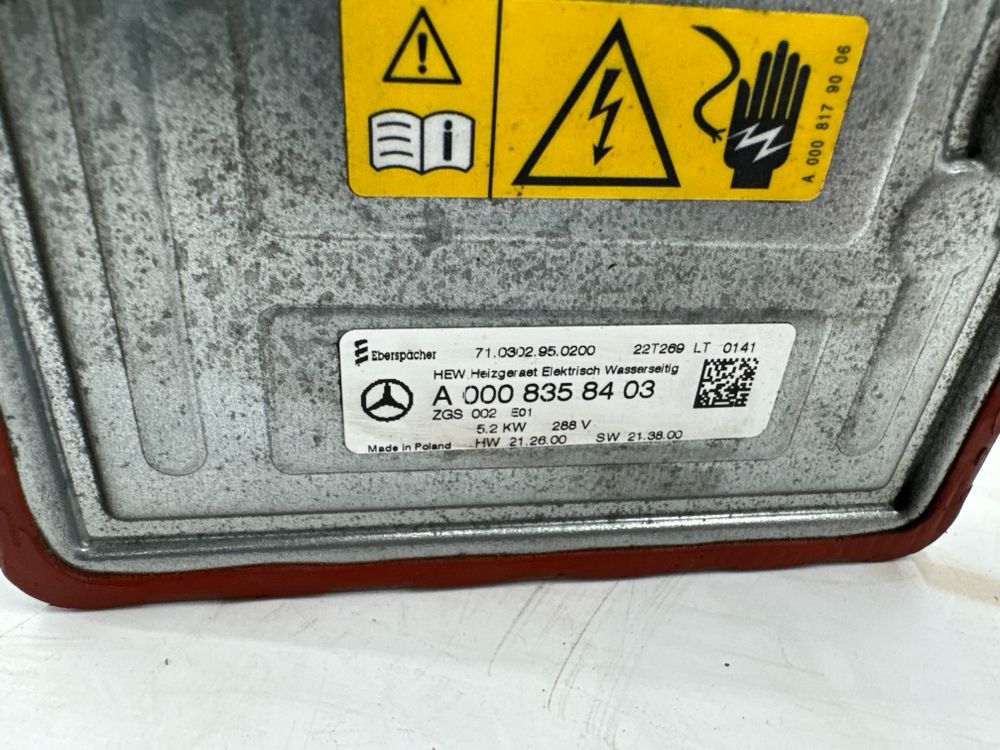 A 000 817 90 06
Eberspächer 71.0302.95.0200 22T269 LT 0141
HEW Heizgeraet Elektrisch Wasserseitig
A 000 835 84 03
ZGS 002 E01
5.2 KW 288 V
Made in Poland HW 21.26.00 SW 21.38.00